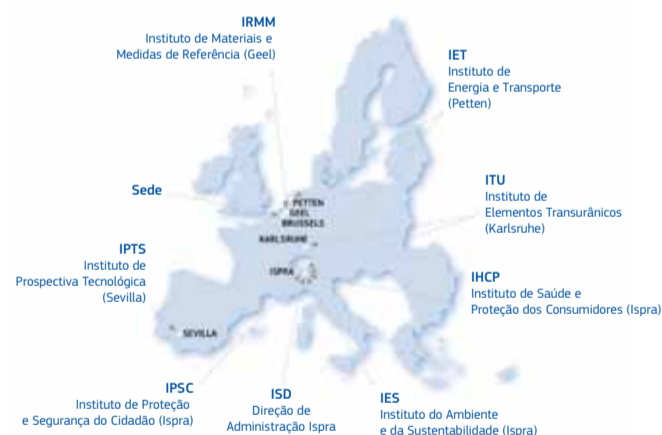 IRMM
Instituto de Materiais e
Medidas de Referência (Geel)
IET
Instituto de
Energia e Transporte
(Petten)
Sede
ITU
Instituto de
Elementos Transurânicos
(Karlsruhe)
PETTEN
GEEL
BRUSSELS
KARLSRUHE
IPTS
Instituto de
Prospectiva Tecnológica
(Sevilla)
ISPRA
IHCP
Instituto de Saúde e
Proteção dos Consumidores (Ispra)
SEVILLA
IPSC
Instituto de Proteção
e Segurança do Cidadão (Ispra)
ISD
Direção de
Administração Ispra
IES
Instituto do Ambiente
e da Sustentabilidade (Ispra)